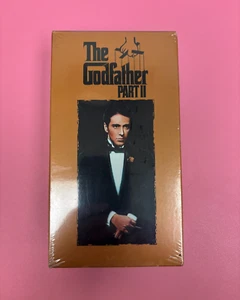 The
Godfather
PART II